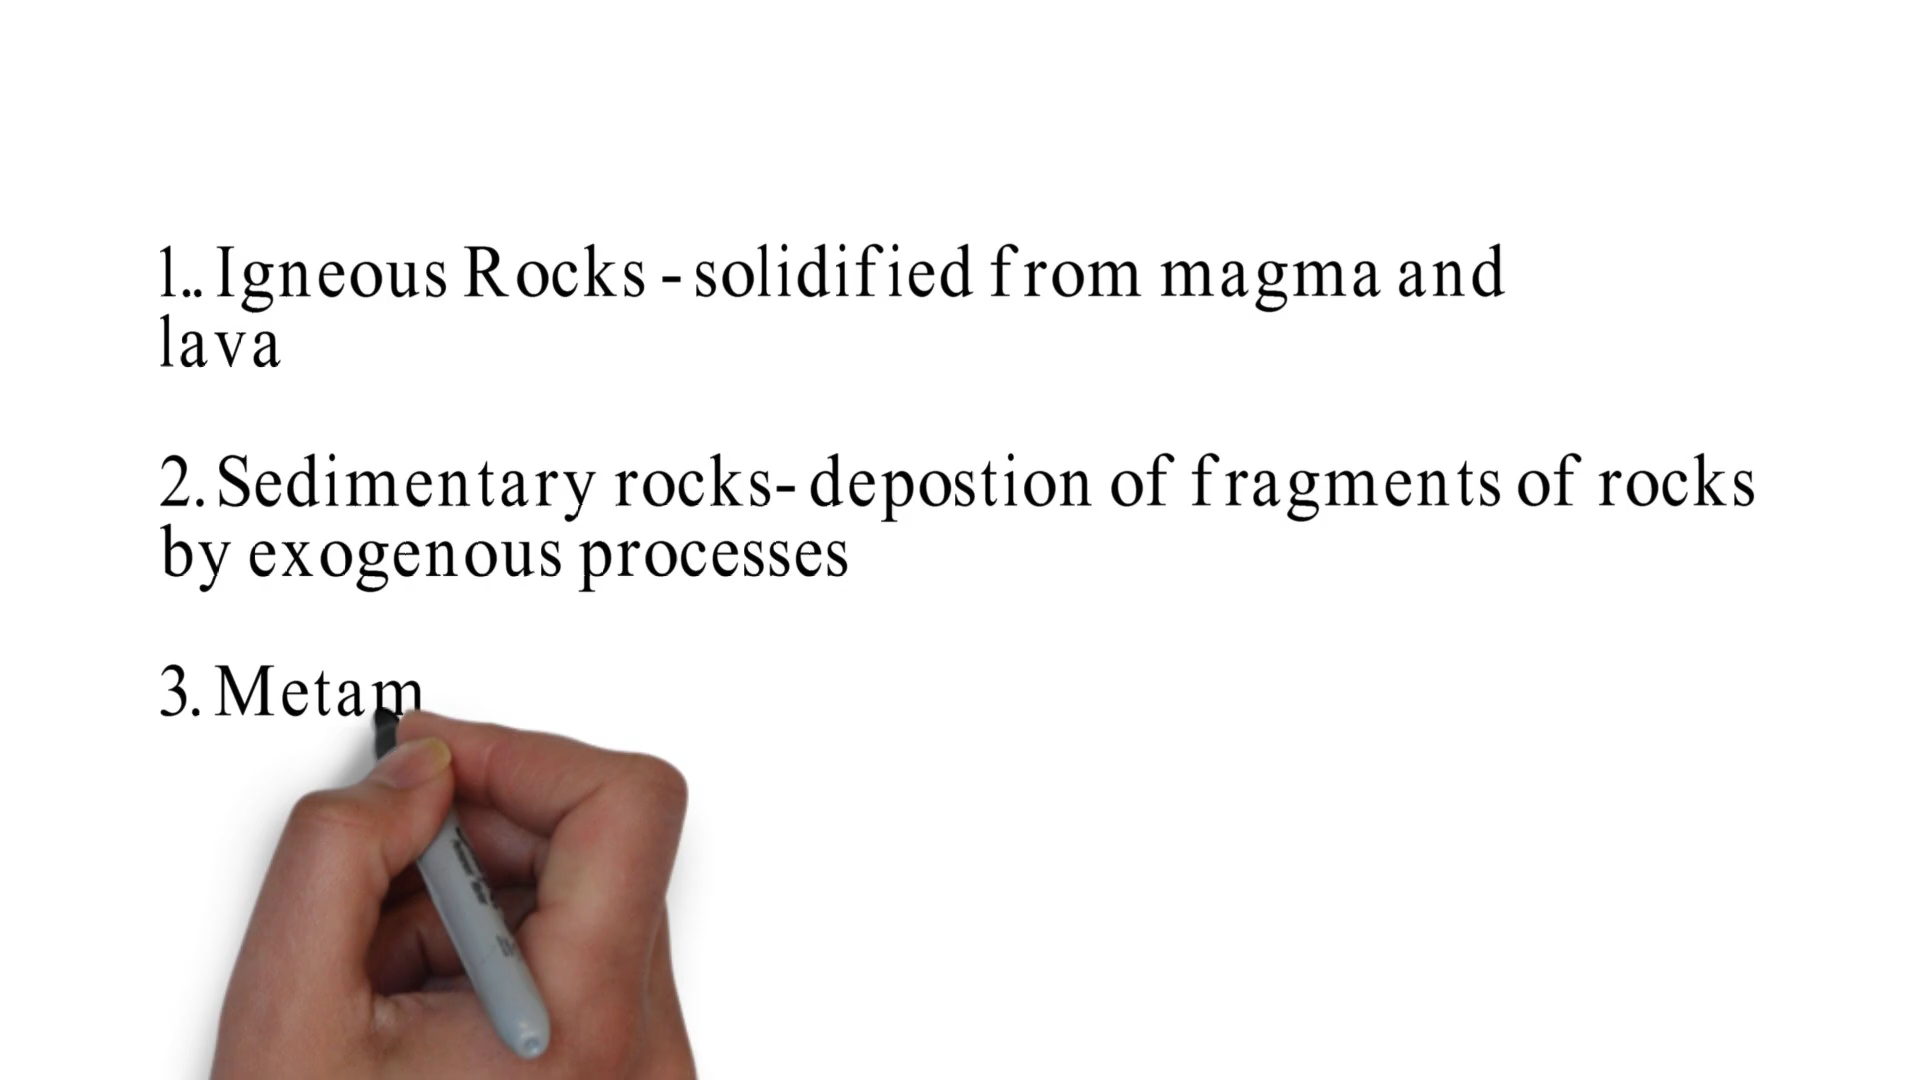 1.. Igneous Rocks - solidified from magma and
lava
2. Sedimentary rocks- depostion of fragments of rocks
by exogenous processes
3. Metam